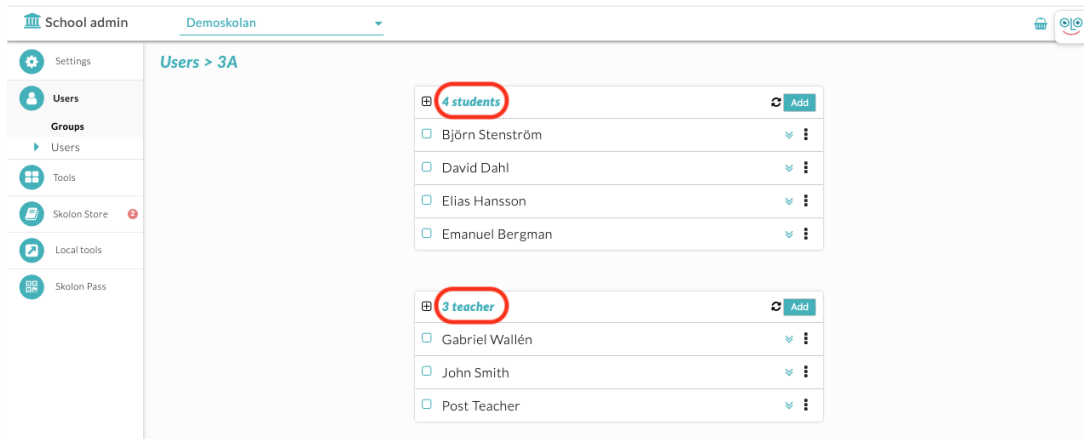 School admin
Demoskolan
Settings
Users
Groups
Users
Tools
Skolon Store 2
Local tools
Skolon Pass
Users > 3A
4 students Add
Björn Stenström
David Dahl
Elias Hansson
Emanuel Bergman
3 teacher Add
Gabriel Wallén
John Smith
Post Teacher